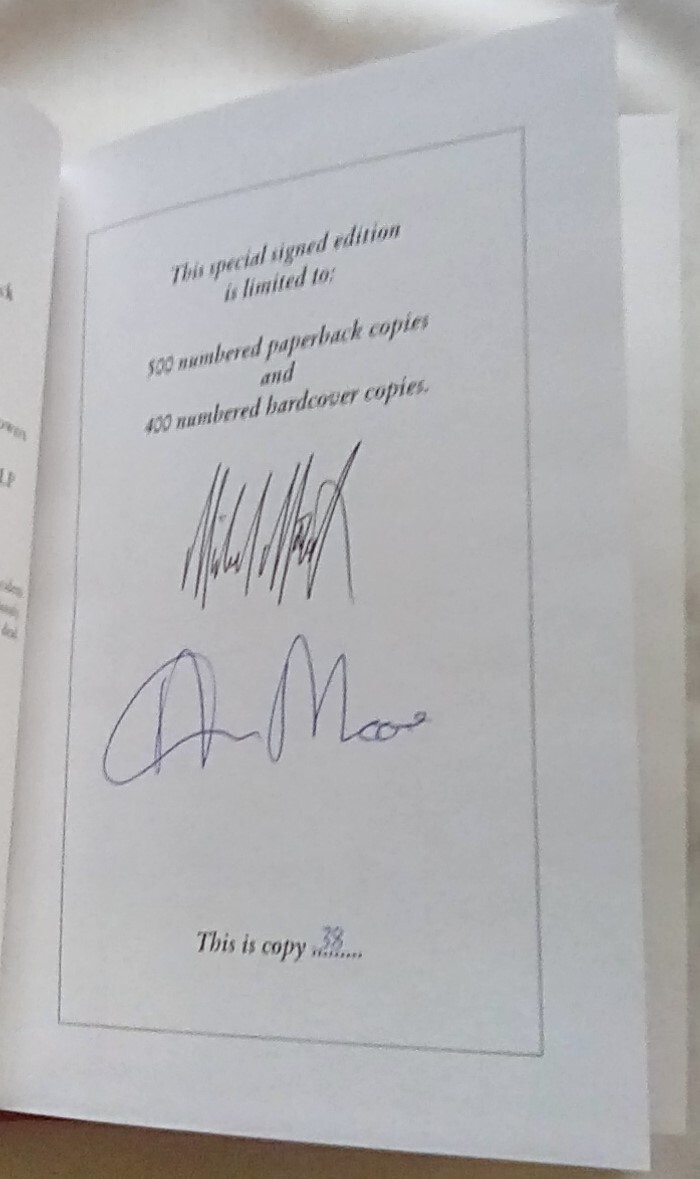 This special signed edition
is limited to:
500 numbered paperback copies
and
400 numbered hardcover copies.
This is copy ...38......
LP